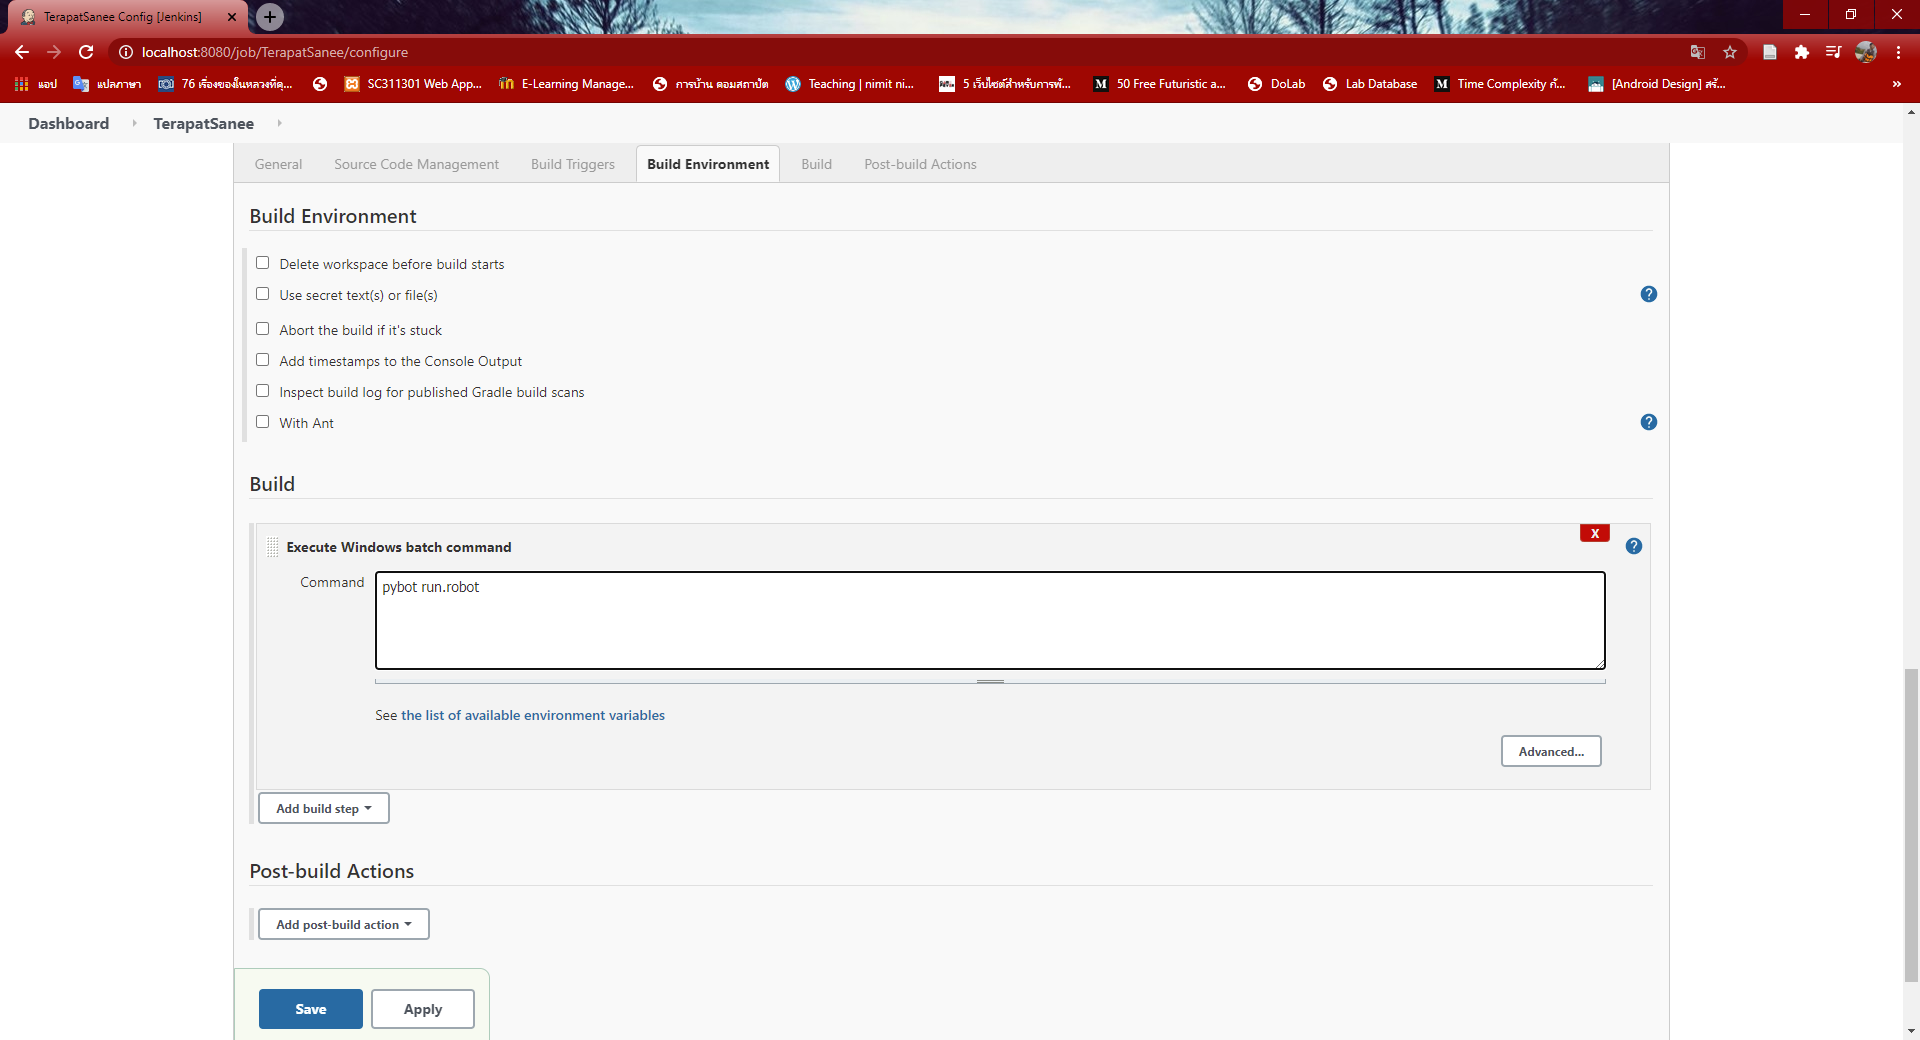 TerapatSanee Config [Jenkins]
localhost:8080/job/TerapatSanee/configure
แอป
แปลภาษา
76 เรื่องของในหลวงที่คุ...
SC311301 Web App...
E-Learning Manage...
การบ้าน ตอมสถาปัต
Teaching | nimit ni...
5 เว็บไซต์สำหรับการพั...
50 Free Futuristic a...
DoLab
Lab Database
Time Complexity คั...
[Android Design] สร้...
Dashboard
TerapatSanee
General
Source Code Management
Build Triggers
Build Environment
Build
Post-build Actions
Build Environment
Delete workspace before build starts
Use secret text(s) or file(s)
Abort the build if it's stuck
Add timestamps to the Console Output
Inspect build log for published Gradle build scans
With Ant
Build
X
Execute Windows batch command
Command
pybot run.robot
See the list of available environment variables
Advanced...
Add build step
Post-build Actions
Add post-build action
Save
Apply